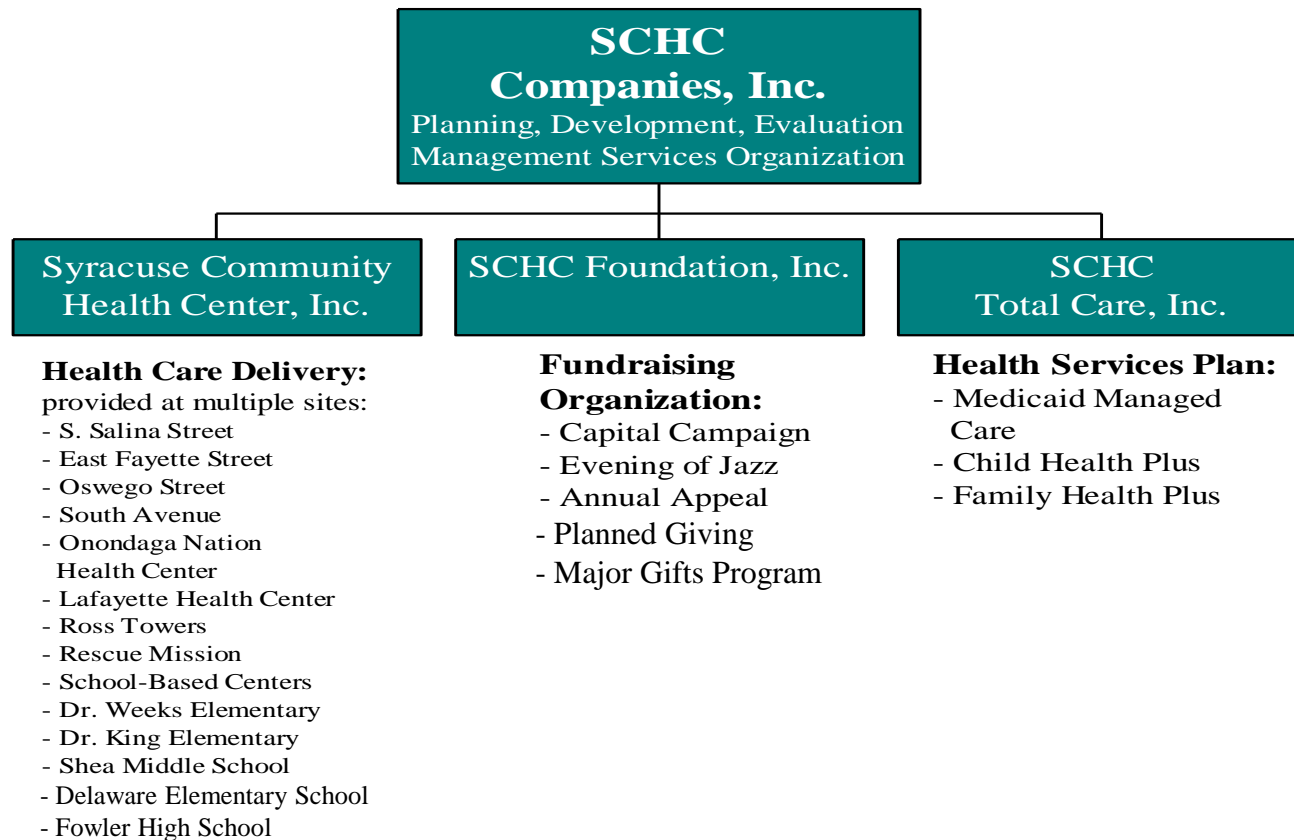 SCHC
Companies, Inc.
Planning, Development, Evaluation
Management Services Organization
Syracuse Community
Health Center, Inc.
SCHC Foundation, Inc.
SCHC
Total Care, Inc.
Health Care Delivery:
provided at multiple sites:
- S. Salina Street
- East Fayette Street
- Oswego Street
- South Avenue
- Onondaga Nation
Health Center
- Lafayette Health Center
- Ross Towers
- Rescue Mission
- School-Based Centers
- Dr. Weeks Elementary
- Dr. King Elementary
- Shea Middle School
- Delaware Elementary School
- Fowler High School
Fundraising
Organization:
- Capital Campaign
- Evening of Jazz
- Annual Appeal
- Planned Giving
- Major Gifts Program
Health Services Plan:
- Medicaid Managed
Care
- Child Health Plus
- Family Health Plus